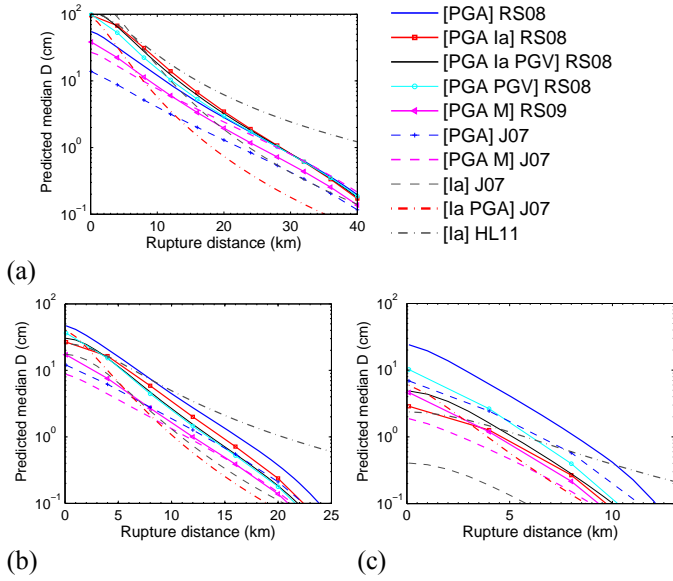 10²
10¹
10⁰
10⁻¹
Predicted median D (cm)
0 10 20 30 40
Rupture distance (km)
(a)
[PGA] RS08
[PGA Ia] RS08
[PGA Ia PGV] RS08
[PGA PGV] RS08
[PGA M] RS09
[PGA] J07
[PGA M] J07
[Ia] J07
[Ia PGA] J07
[Ia] HL11
10²
10¹
10⁰
10⁻¹
Predicted median D (cm)
0 5 10 15 20 25
Rupture distance (km)
(b)
10²
10¹
10⁰
10⁻¹
Predicted median D (cm)
0 5 10
Rupture distance (km)
(c)